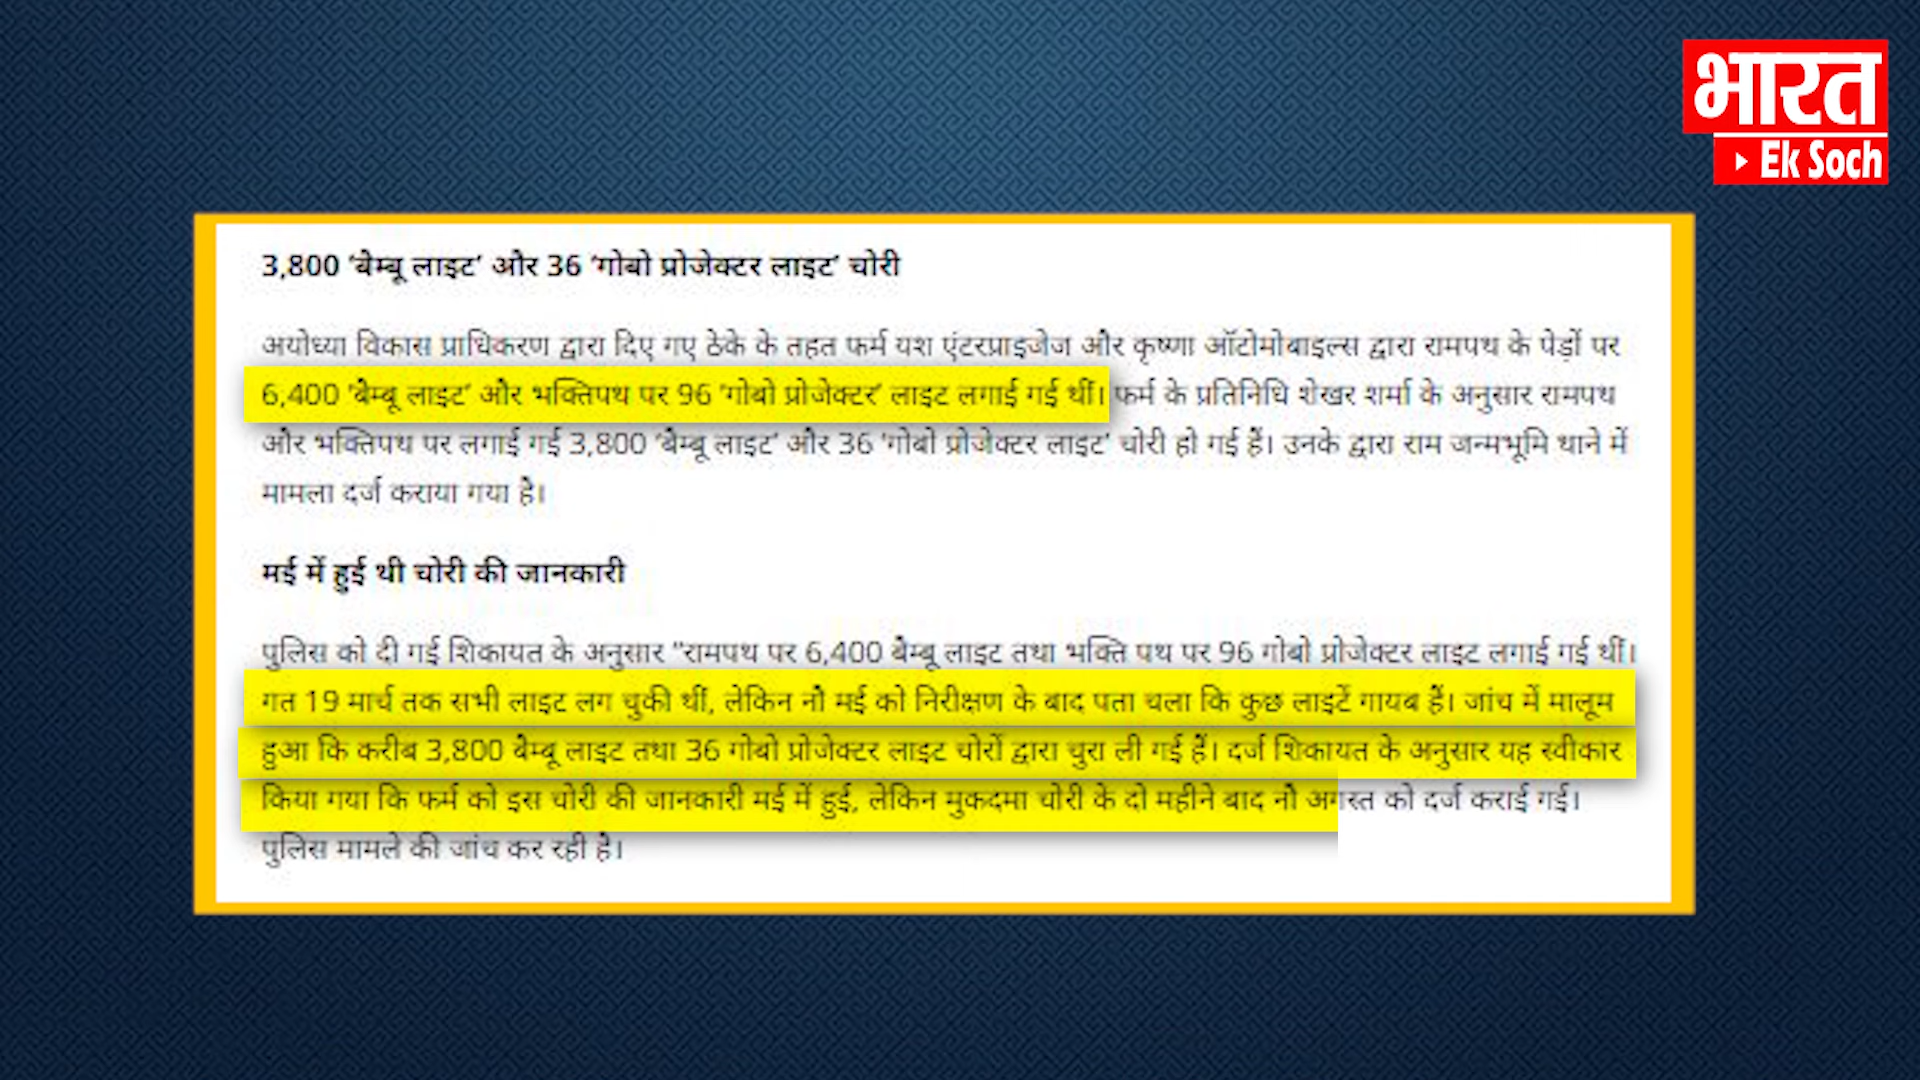 भारत
Ek Soch
3,800 ‘बैम्बू लाइट’ और 36 ‘गोबो प्रोजेक्टर लाइट’ चोरी
अयोध्या विकास प्राधिकरण द्वारा दिए गए ठेके के तहत फर्म यश एंटरप्राइजेज और कृष्णा ऑटोमोबाइल्स द्वारा रामपथ के पेड़ों पर
6,400 ‘बैम्बू लाइट’ और भक्तिपथ पर 96 ‘गोबो प्रोजेक्टर’ लाइट लगाई गई थीं। फर्म के प्रतिनिधि शेखर शर्मा के अनुसार रामपथ
और भक्तिपथ पर लगाई गई 3,800 ‘बैम्बू लाइट’ और 36 ‘गोबो प्रोजेक्टर लाइट’ चोरी हो गई हैं। उनके द्वारा राम जन्मभूमि थाने में
मामला दर्ज कराया गया है।
मई में हुई थी चोरी की जानकारी
पुलिस को दी गई शिकायत के अनुसार "रामपथ पर 6,400 बैम्बू लाइट तथा भक्ति पथ पर 96 गोबो प्रोजेक्टर लाइट लगाई गई थीं।
गत 19 मार्च तक सभी लाइट लग चुकी थीं, लेकिन नौ मई को निरीक्षण के बाद पता चला कि कुछ लाइटें गायब हैं। जांच में मालूम
हुआ कि करीब 3,800 बैम्बू लाइट तथा 36 गोबो प्रोजेक्टर लाइट चोरों द्वारा चुरा ली गई हैं। दर्ज शिकायत के अनुसार यह स्वीकार
किया गया कि फर्म को इस चोरी की जानकारी मई में हुई, लेकिन मुकदमा चोरी के दो महीने बाद नौ अगस्त को दर्ज कराई गई।
पुलिस मामले की जांच कर रही है।